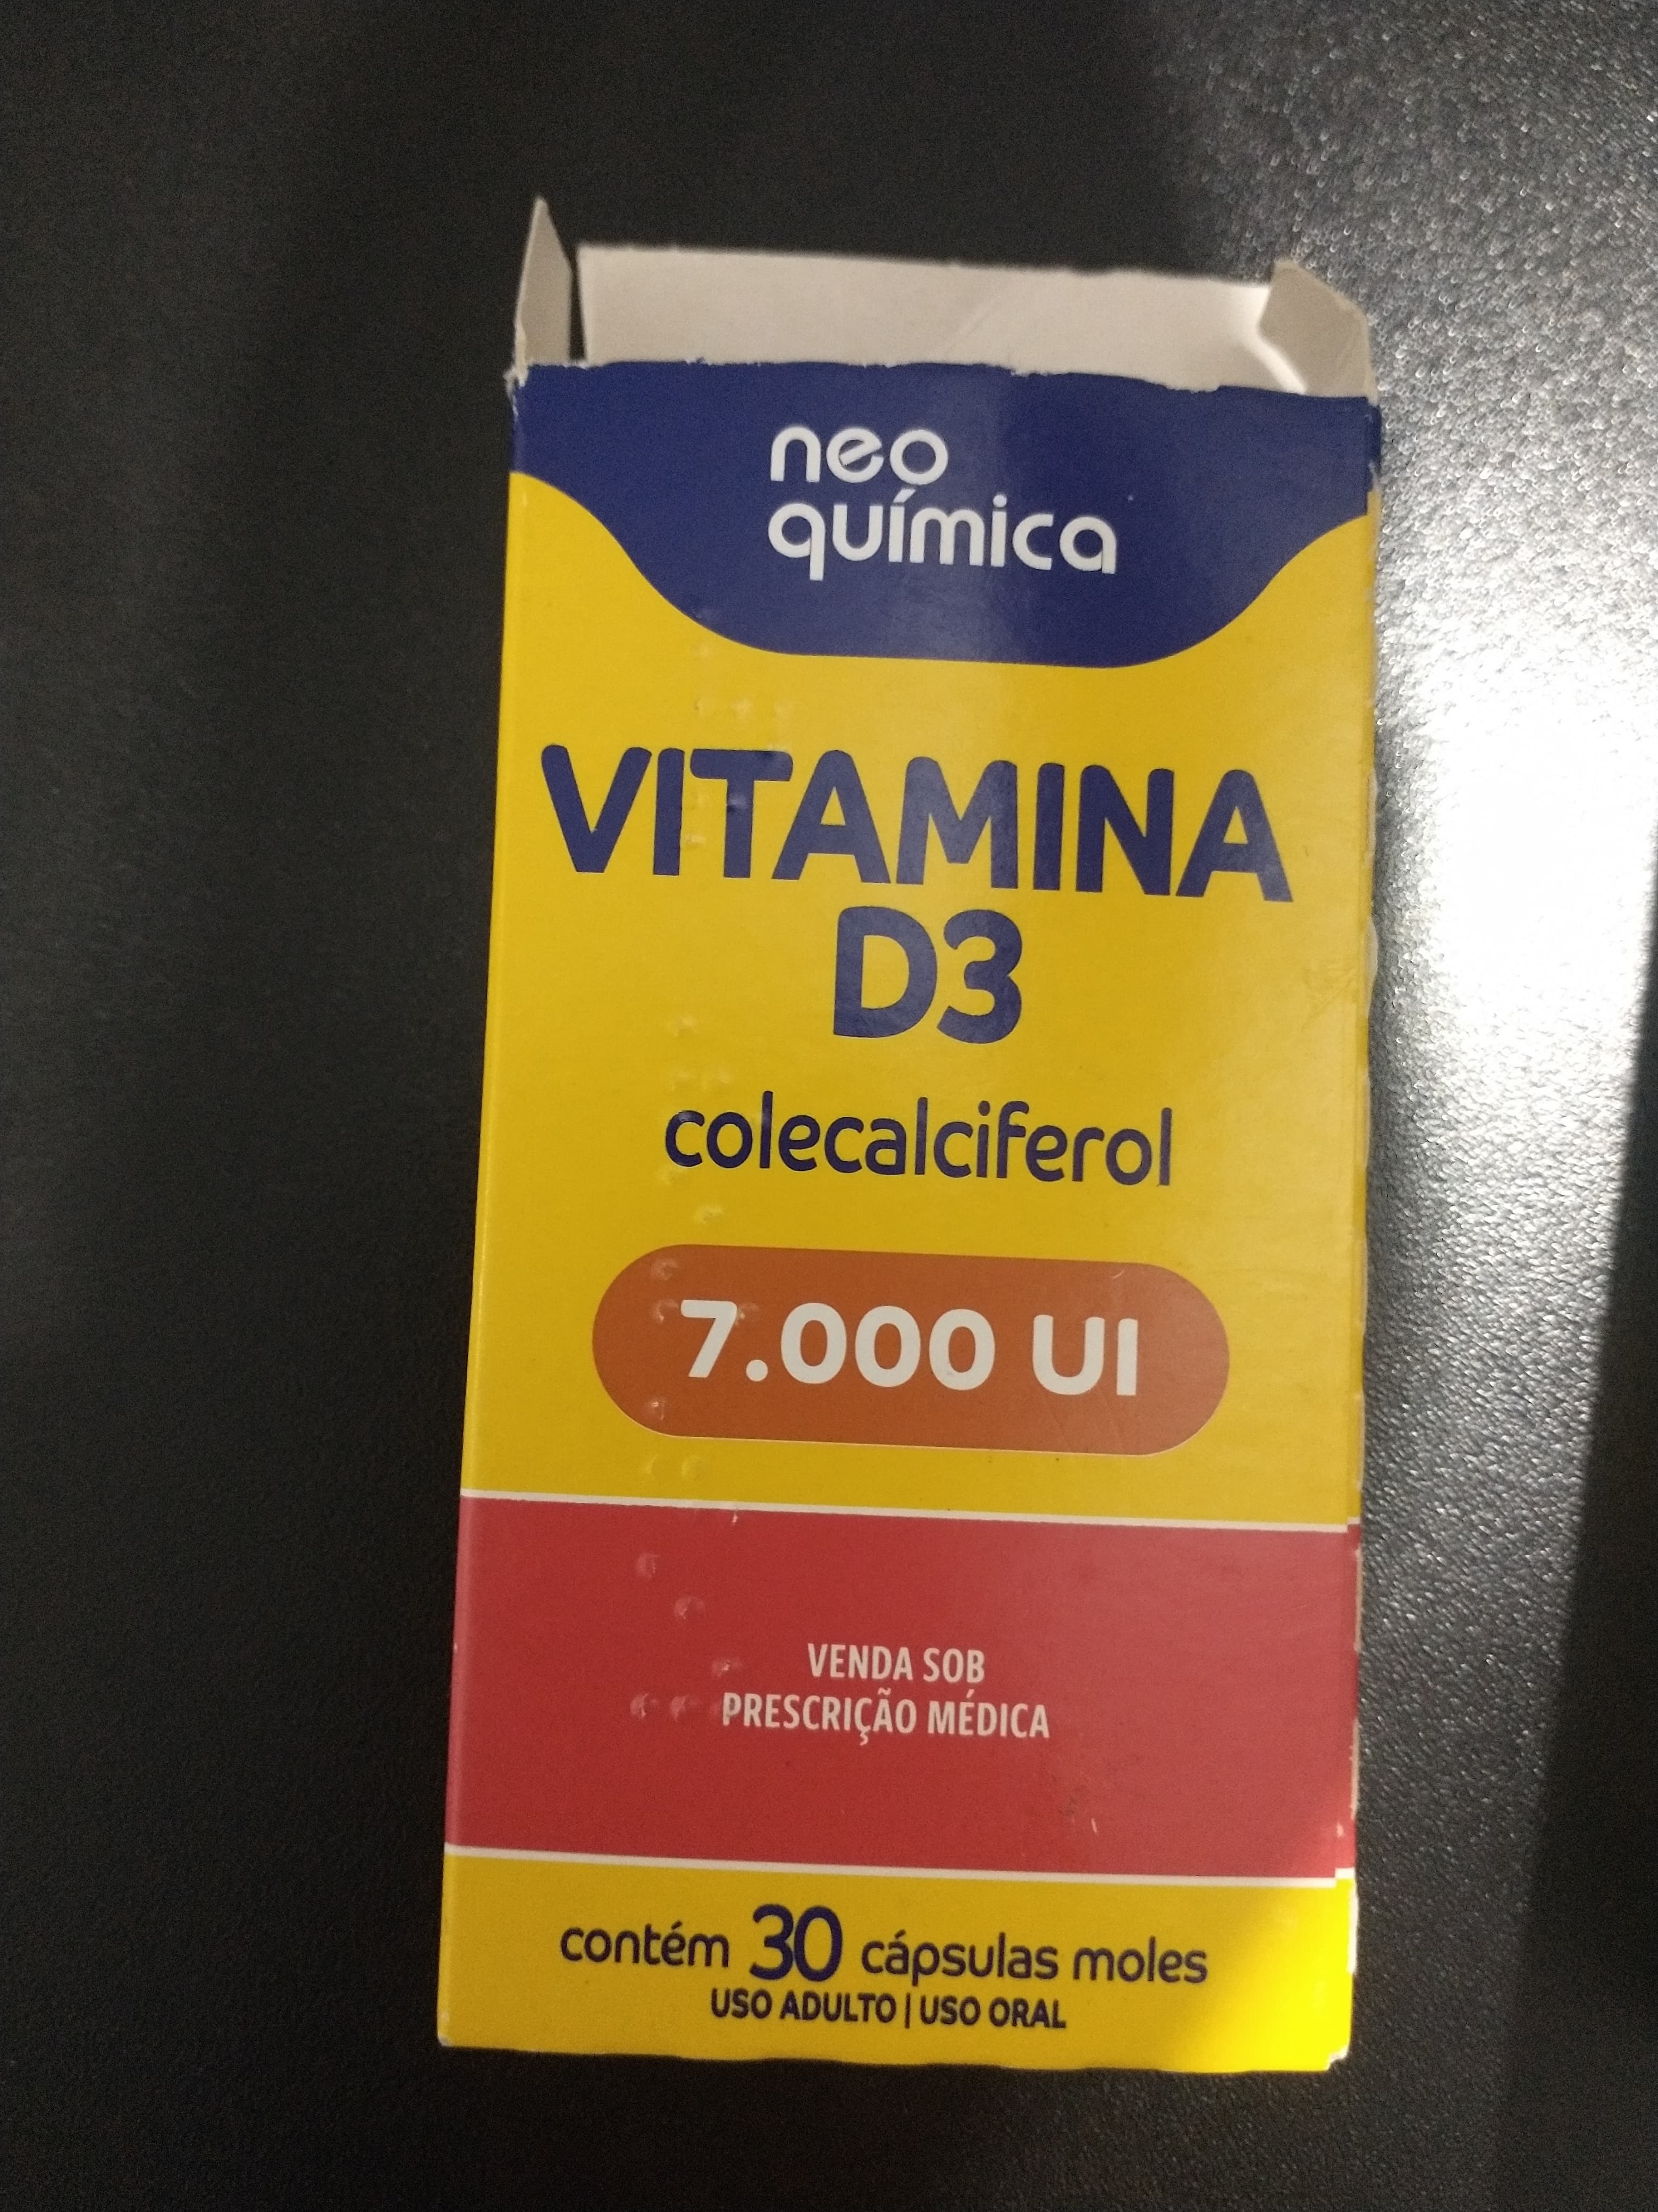 neo
química
VITAMINA
D3
colecalciferol
7.000 UI
VENDA SOB
PRESCRIÇÃO MÉDICA
contém 30 cápsulas moles
USO ADULTO | USO ORAL